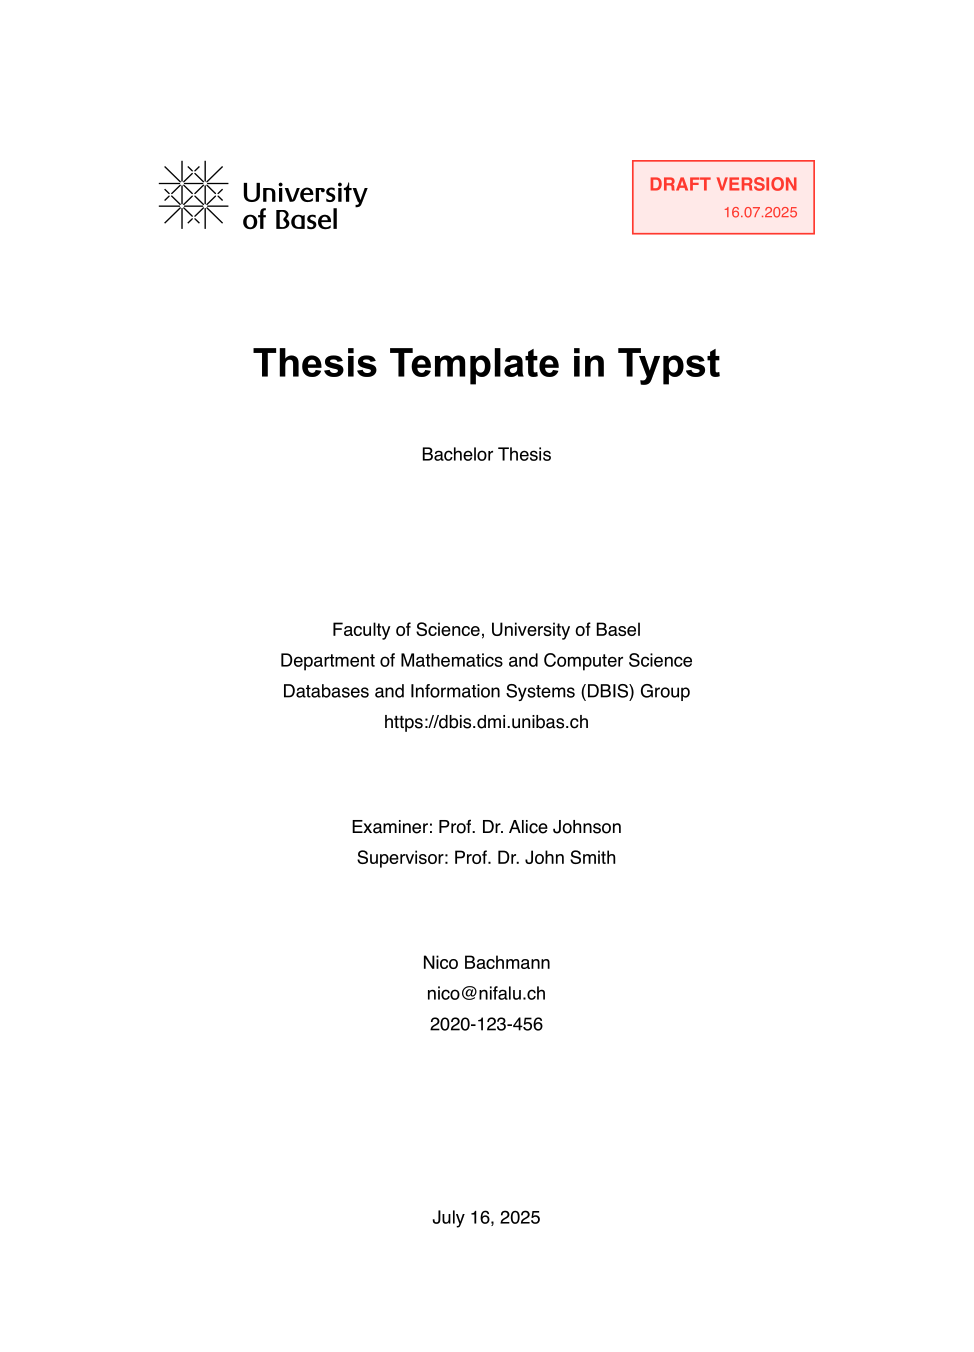 University
of Basel
DRAFT VERSION
16.07.2025
Thesis Template in Typst
Bachelor Thesis
Faculty of Science, University of Basel
Department of Mathematics and Computer Science
Databases and Information Systems (DBIS) Group
https://dbis.dmi.unibas.ch
Examiner: Prof. Dr. Alice Johnson
Supervisor: Prof. Dr. John Smith
Nico Bachmann
nico@nifalu.ch
2020-123-456
July 16, 2025